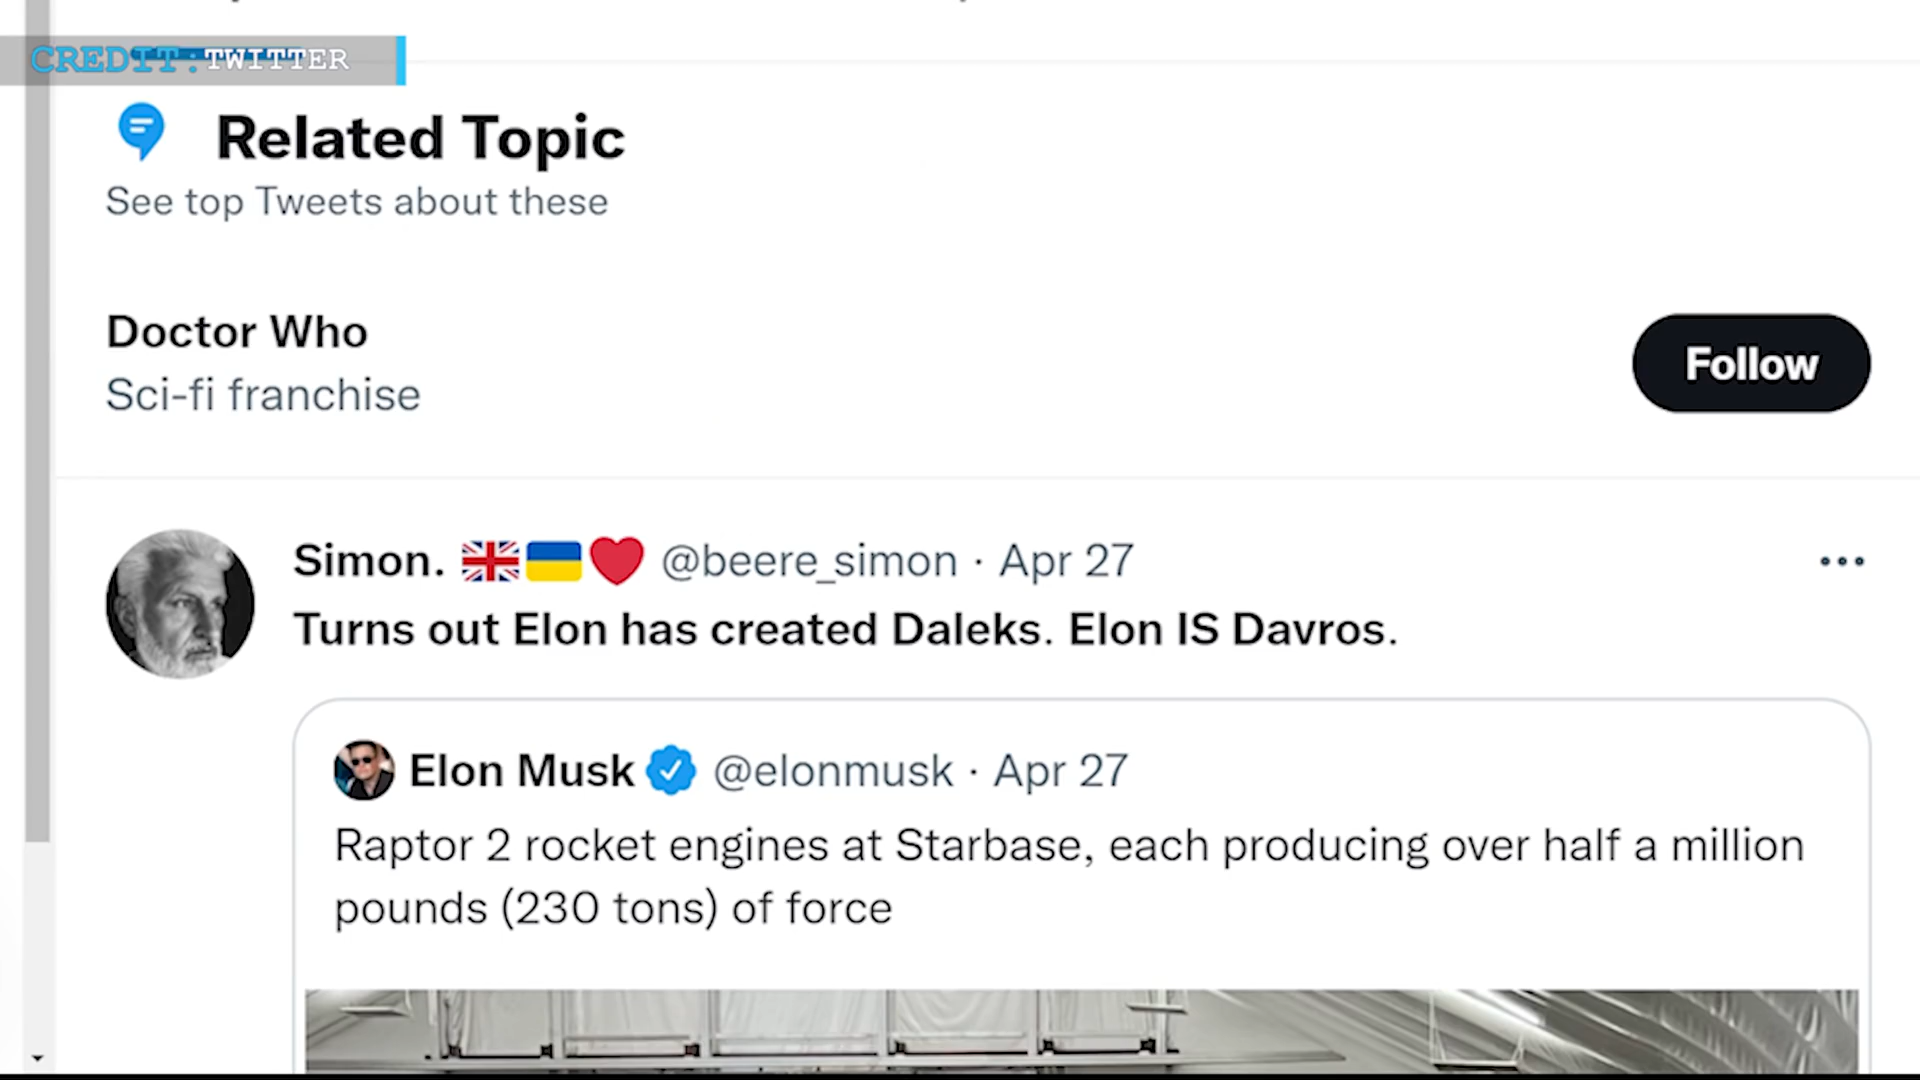 CREDIT:TWITTER
Related Topic
See top Tweets about these
Doctor Who
Sci-fi franchise
Follow
Simon. 🇬🇧🇺🇦❤️ @beere_simon · Apr 27
Turns out Elon has created Daleks. Elon IS Davros.
Elon Musk @elonmusk · Apr 27
Raptor 2 rocket engines at Starbase, each producing over half a million
pounds (230 tons) of force